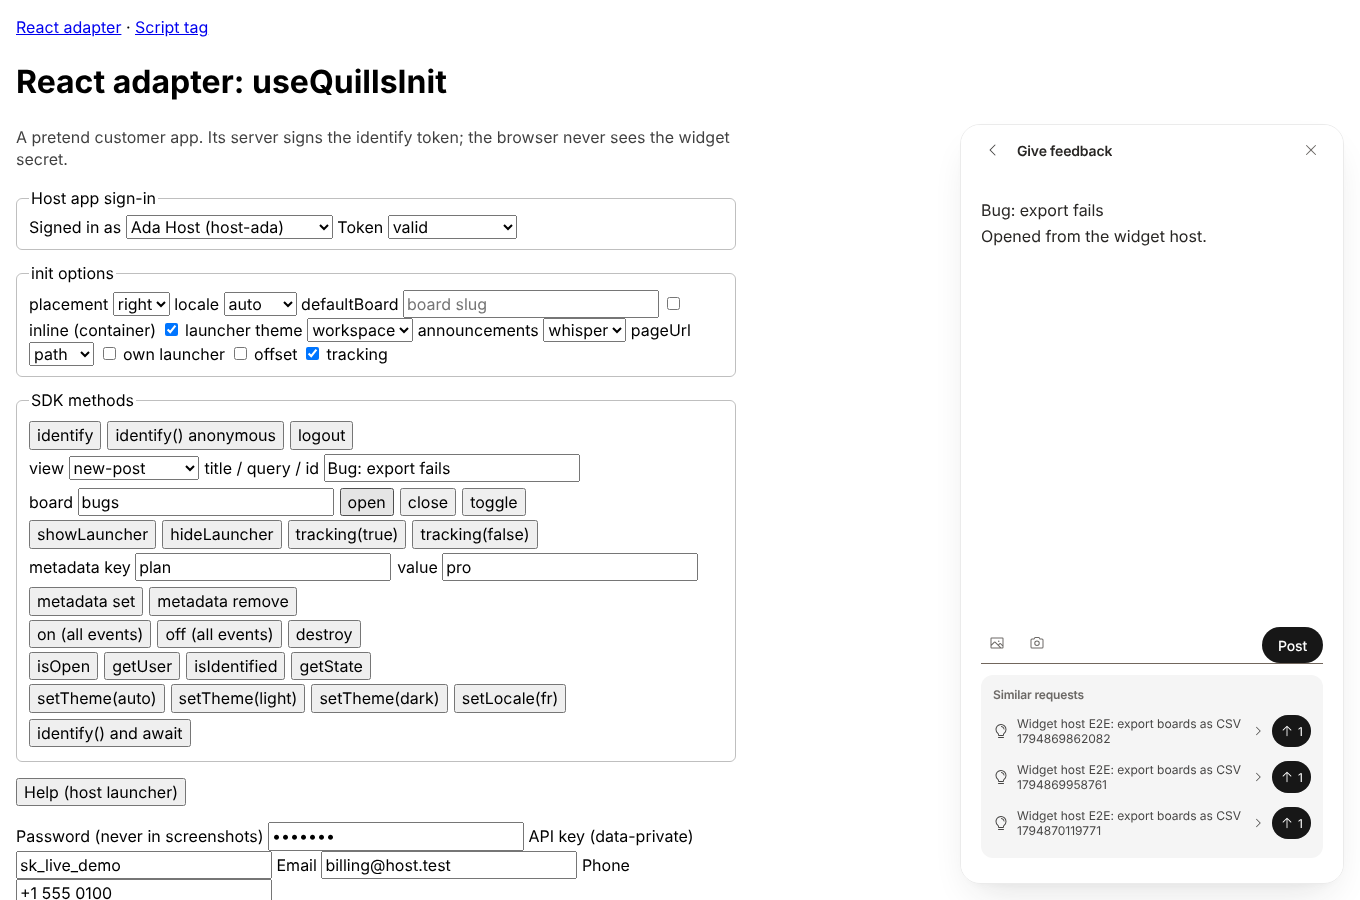 React adapter · Script tag
React adapter: useQuillsInit
A pretend customer app. Its server signs the identify token; the browser never sees the widget
secret.
Host app sign-in
Signed in as Ada Host (host-ada) Token valid
init options
placement right locale auto defaultBoard board slug
inline (container) launcher theme workspace announcements whisper pageUrl
path own launcher offset tracking
SDK methods
identify identify() anonymous logout
view new-post title / query / id Bug: export fails
board bugs open close toggle
showLauncher hideLauncher tracking(true) tracking(false)
metadata key plan value pro
metadata set metadata remove
on (all events) off (all events) destroy
isOpen getUser isIdentified getState
setTheme(auto) setTheme(light) setTheme(dark) setLocale(fr)
identify() and await
Help (host launcher)
Password (never in screenshots) ••••••• API key (data-private)
sk_live_demo Email billing@host.test Phone
+1 555 0100
Give feedback
Bug: export fails
Opened from the widget host.
Post
Similar requests
Widget host E2E: export boards as CSV
1794869862082
1
Widget host E2E: export boards as CSV
1794869958761
1
Widget host E2E: export boards as CSV
1794870119771
1